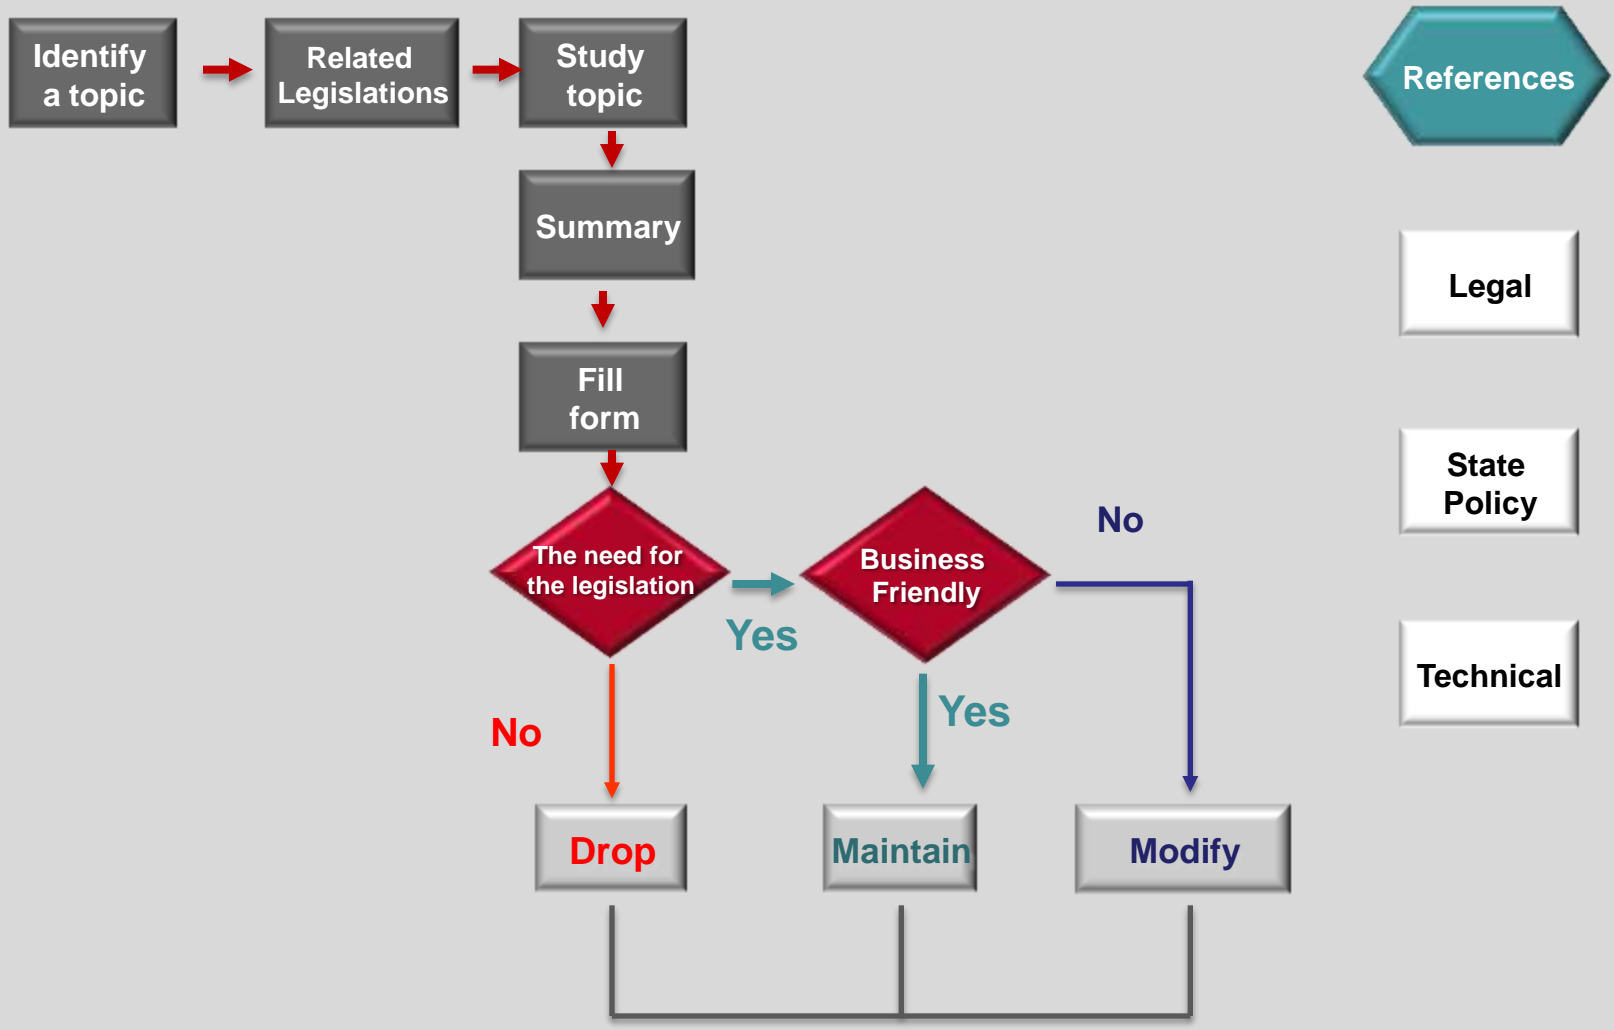 Identify
a topic
Related
Legislations
Study
topic
References
Summary
Legal
Fill
form
State
Policy
The need for
the legislation
Business
Friendly
No
Yes
Technical
No
Yes
Drop
Maintain
Modify